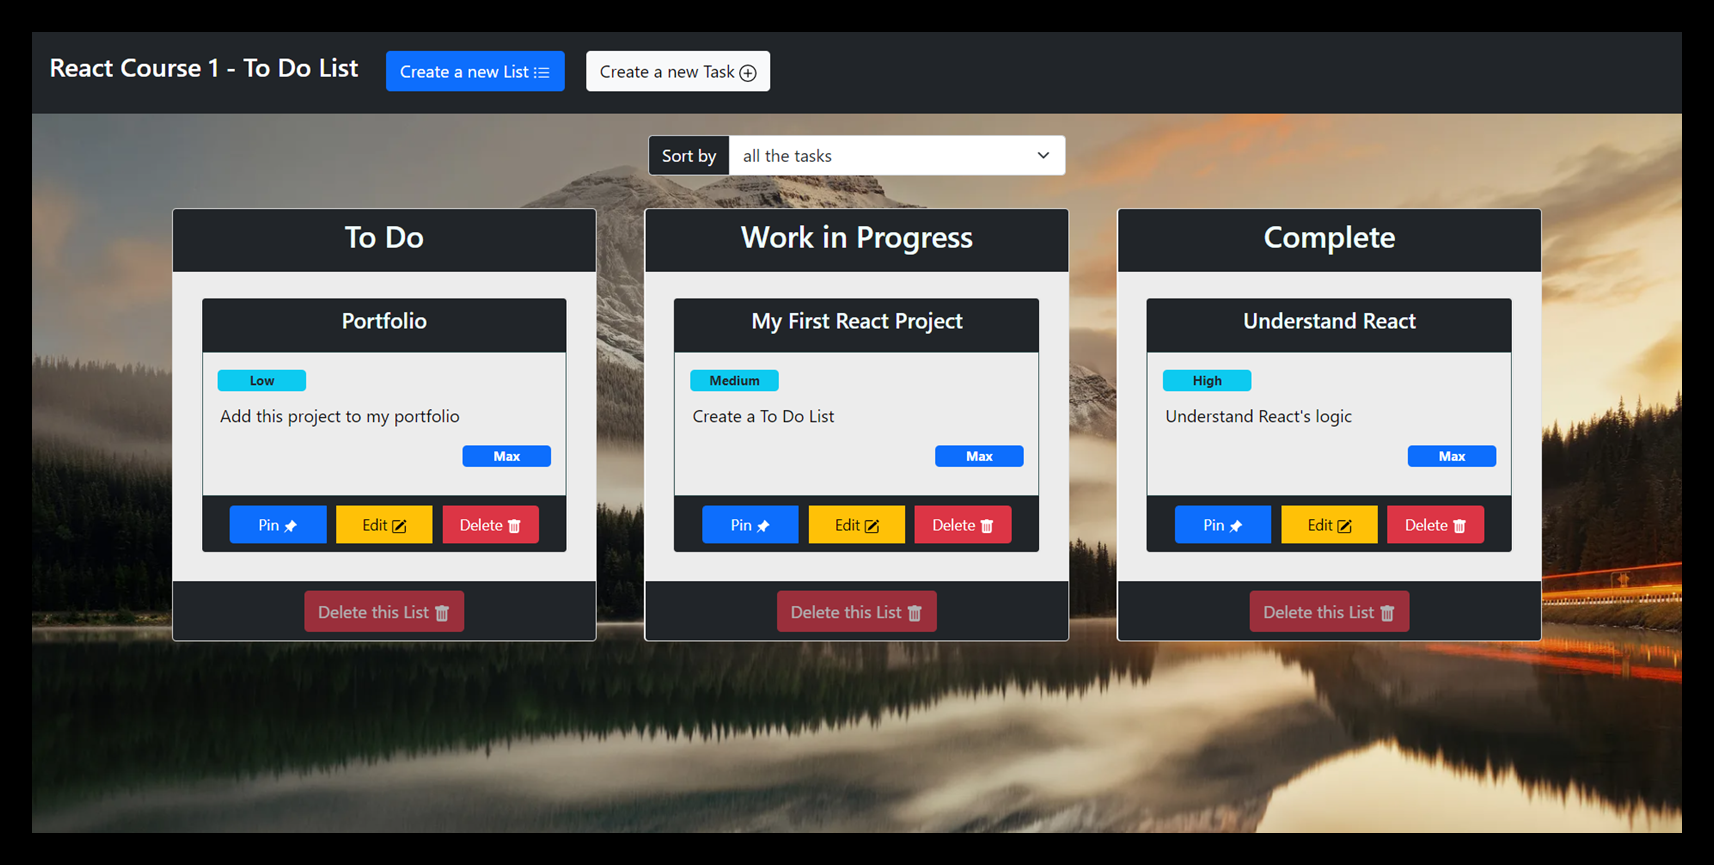 React Course 1 - To Do List
Create a new List
Create a new Task
Sort by
all the tasks
To Do
Portfolio
Low
Add this project to my portfolio
Max
Pin
Edit
Delete
Delete this List
Work in Progress
My First React Project
Medium
Create a To Do List
Max
Pin
Edit
Delete
Delete this List
Complete
Understand React
High
Understand React's logic
Max
Pin
Edit
Delete
Delete this List